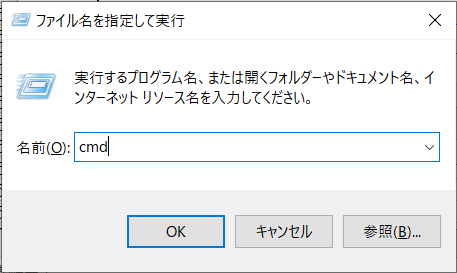 ファイル名を指定して実行
実行するプログラム名、または開くフォルダーやドキュメント名、イ
ンターネット リソース名を入力してください。
名前(O): cmd
OK キャンセル 参照(B)...